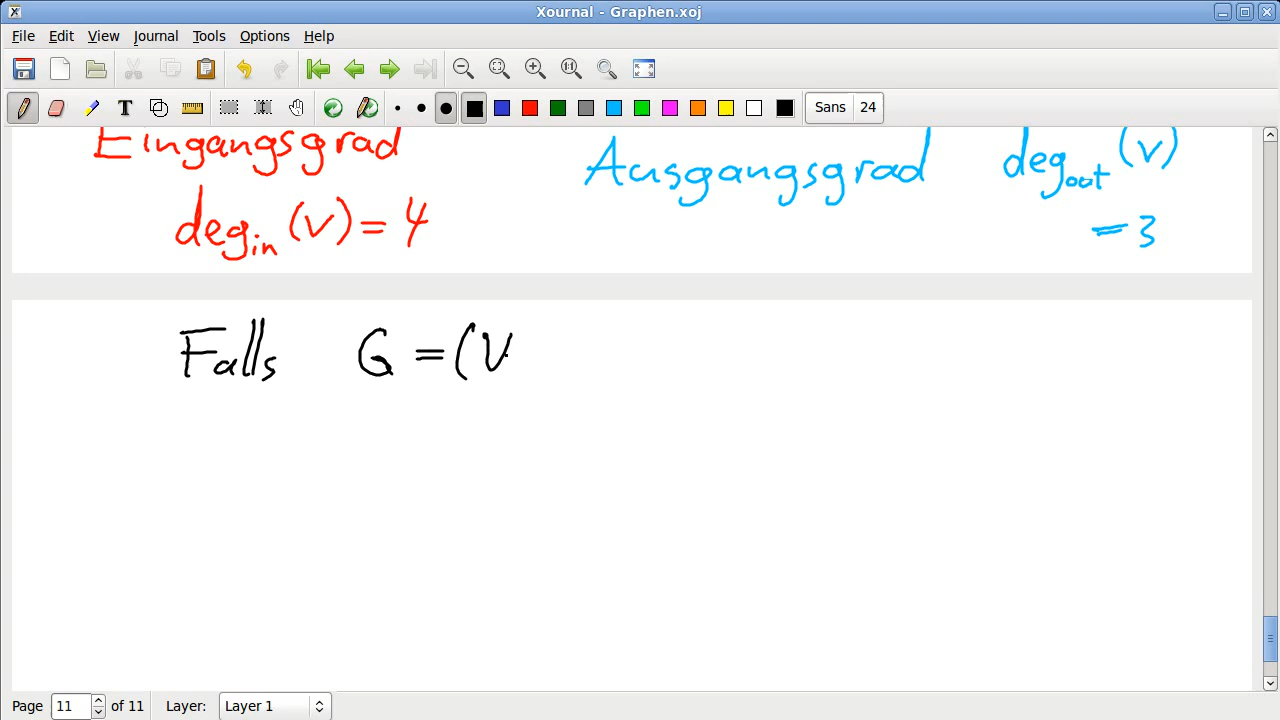 Xournal - Graphen.xoj
File Edit View Journal Tools Options Help
Sans 24
Eingangsgrad
deg_in (v) = 4
Ausgangsgrad deg_out (v)
= 3
Falls G = (V
Page 11 of 11 Layer: Layer 1